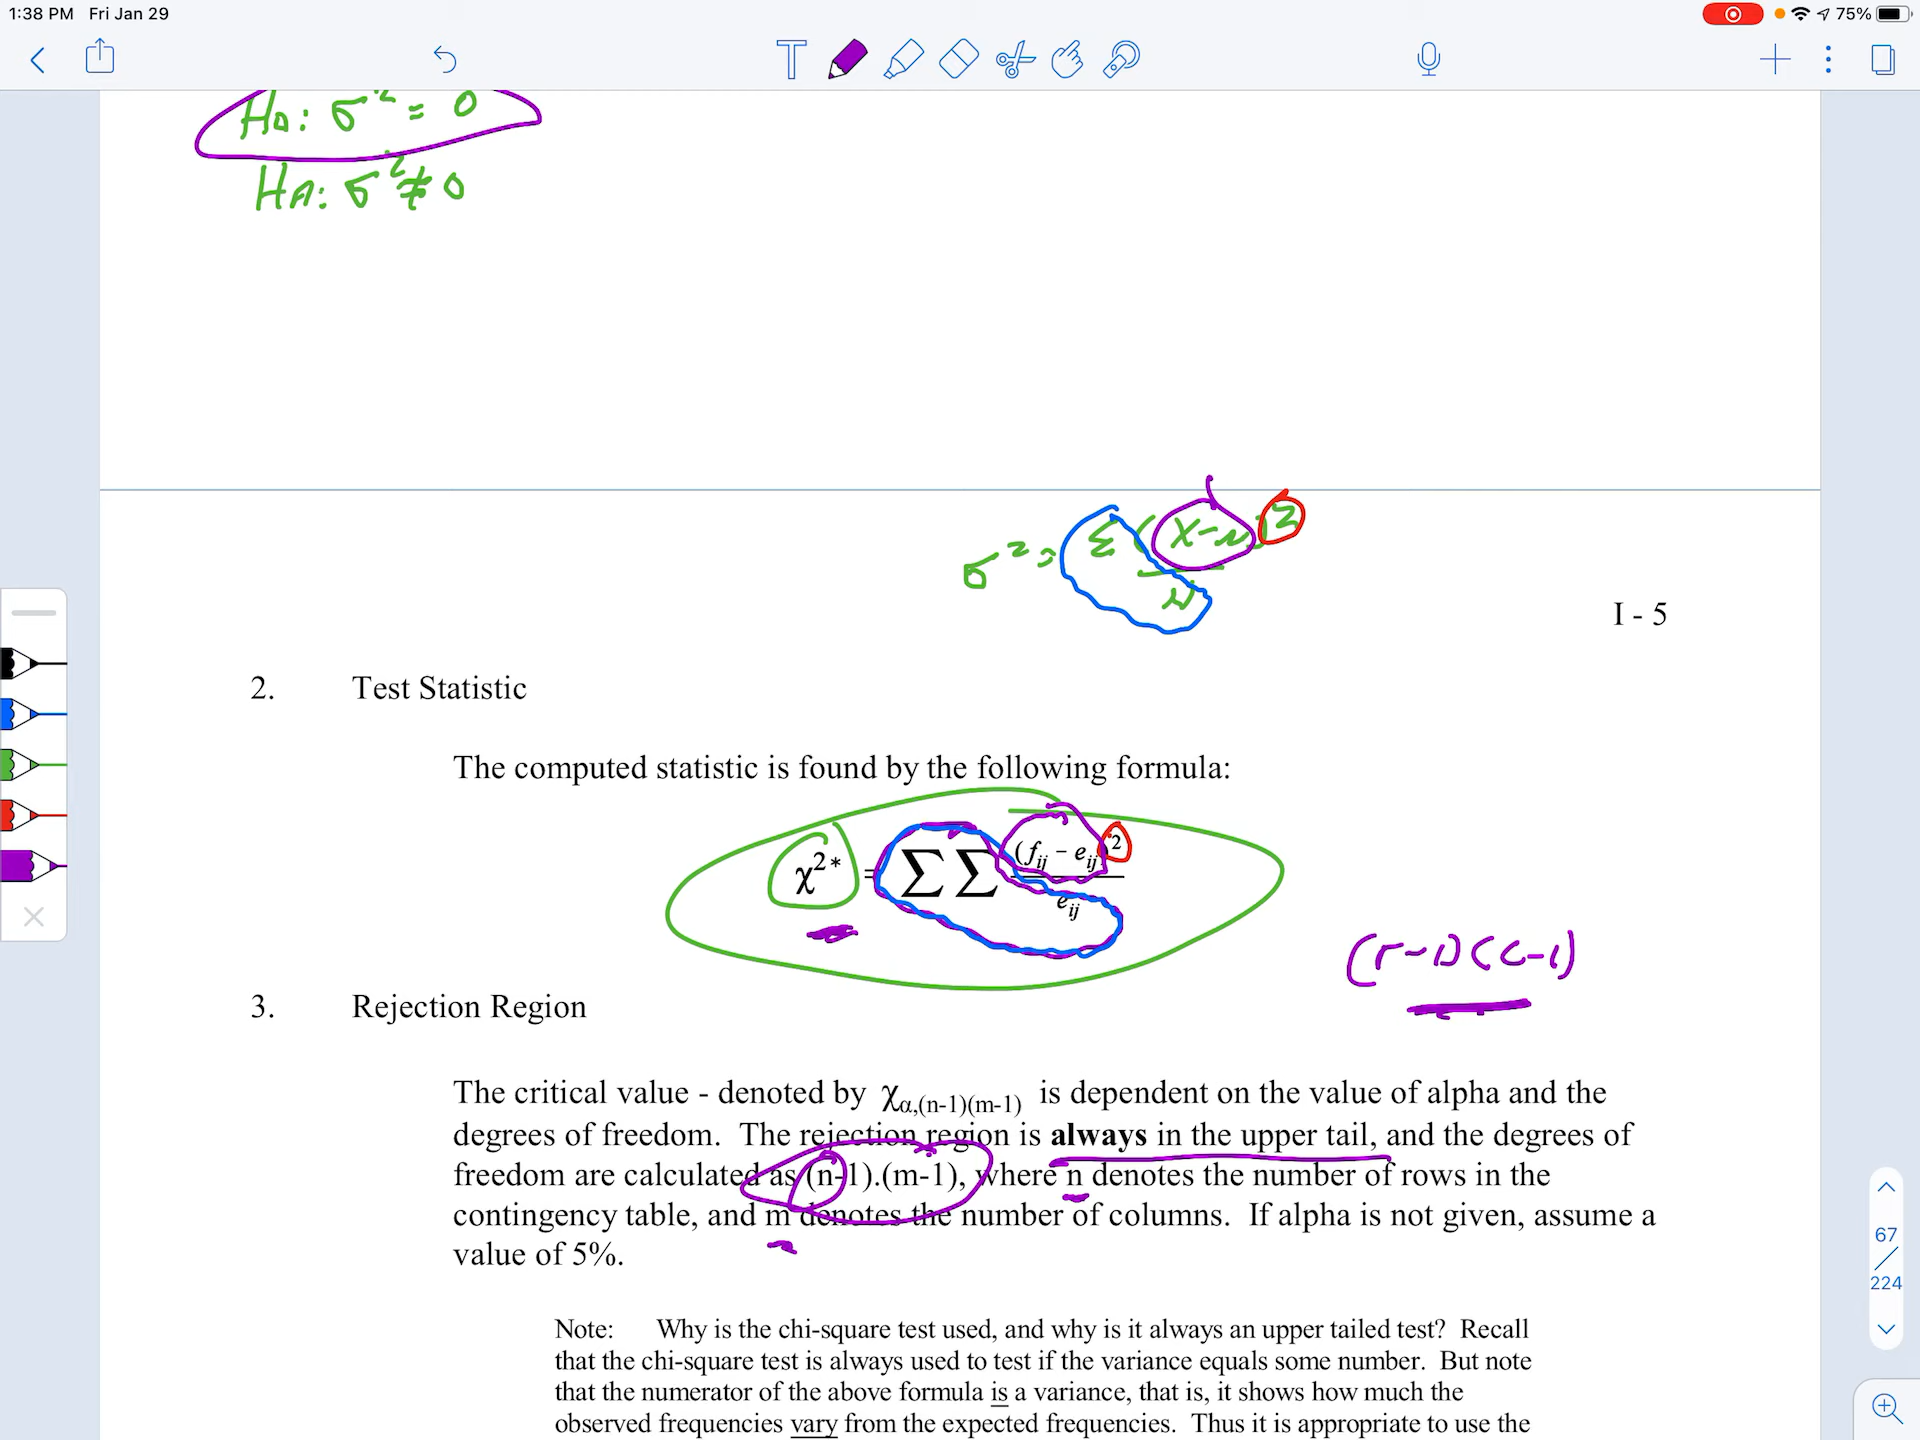 1:38 PM Fri Jan 29
75%
T
H0: σ² = 0
HA: σ² ≠ 0
σ² = Σ (X-μ)² / N
I - 5
2. Test Statistic
The computed statistic is found by the following formula:
χ²* = ΣΣ (fij - eij)² / eij
(r-1)(c-1)
3. Rejection Region
The critical value - denoted by χα,(n-1)(m-1) is dependent on the value of alpha and the
degrees of freedom. The rejection region is always in the upper tail, and the degrees of
freedom are calculated as (n-1).(m-1), where n denotes the number of rows in the
contingency table, and m denotes the number of columns. If alpha is not given, assume a
value of 5%.
67
224
Note: Why is the chi-square test used, and why is it always an upper tailed test? Recall
that the chi-square test is always used to test if the variance equals some number. But note
that the numerator of the above formula is a variance, that is, it shows how much the
observed frequencies vary from the expected frequencies. Thus it is appropriate to use the